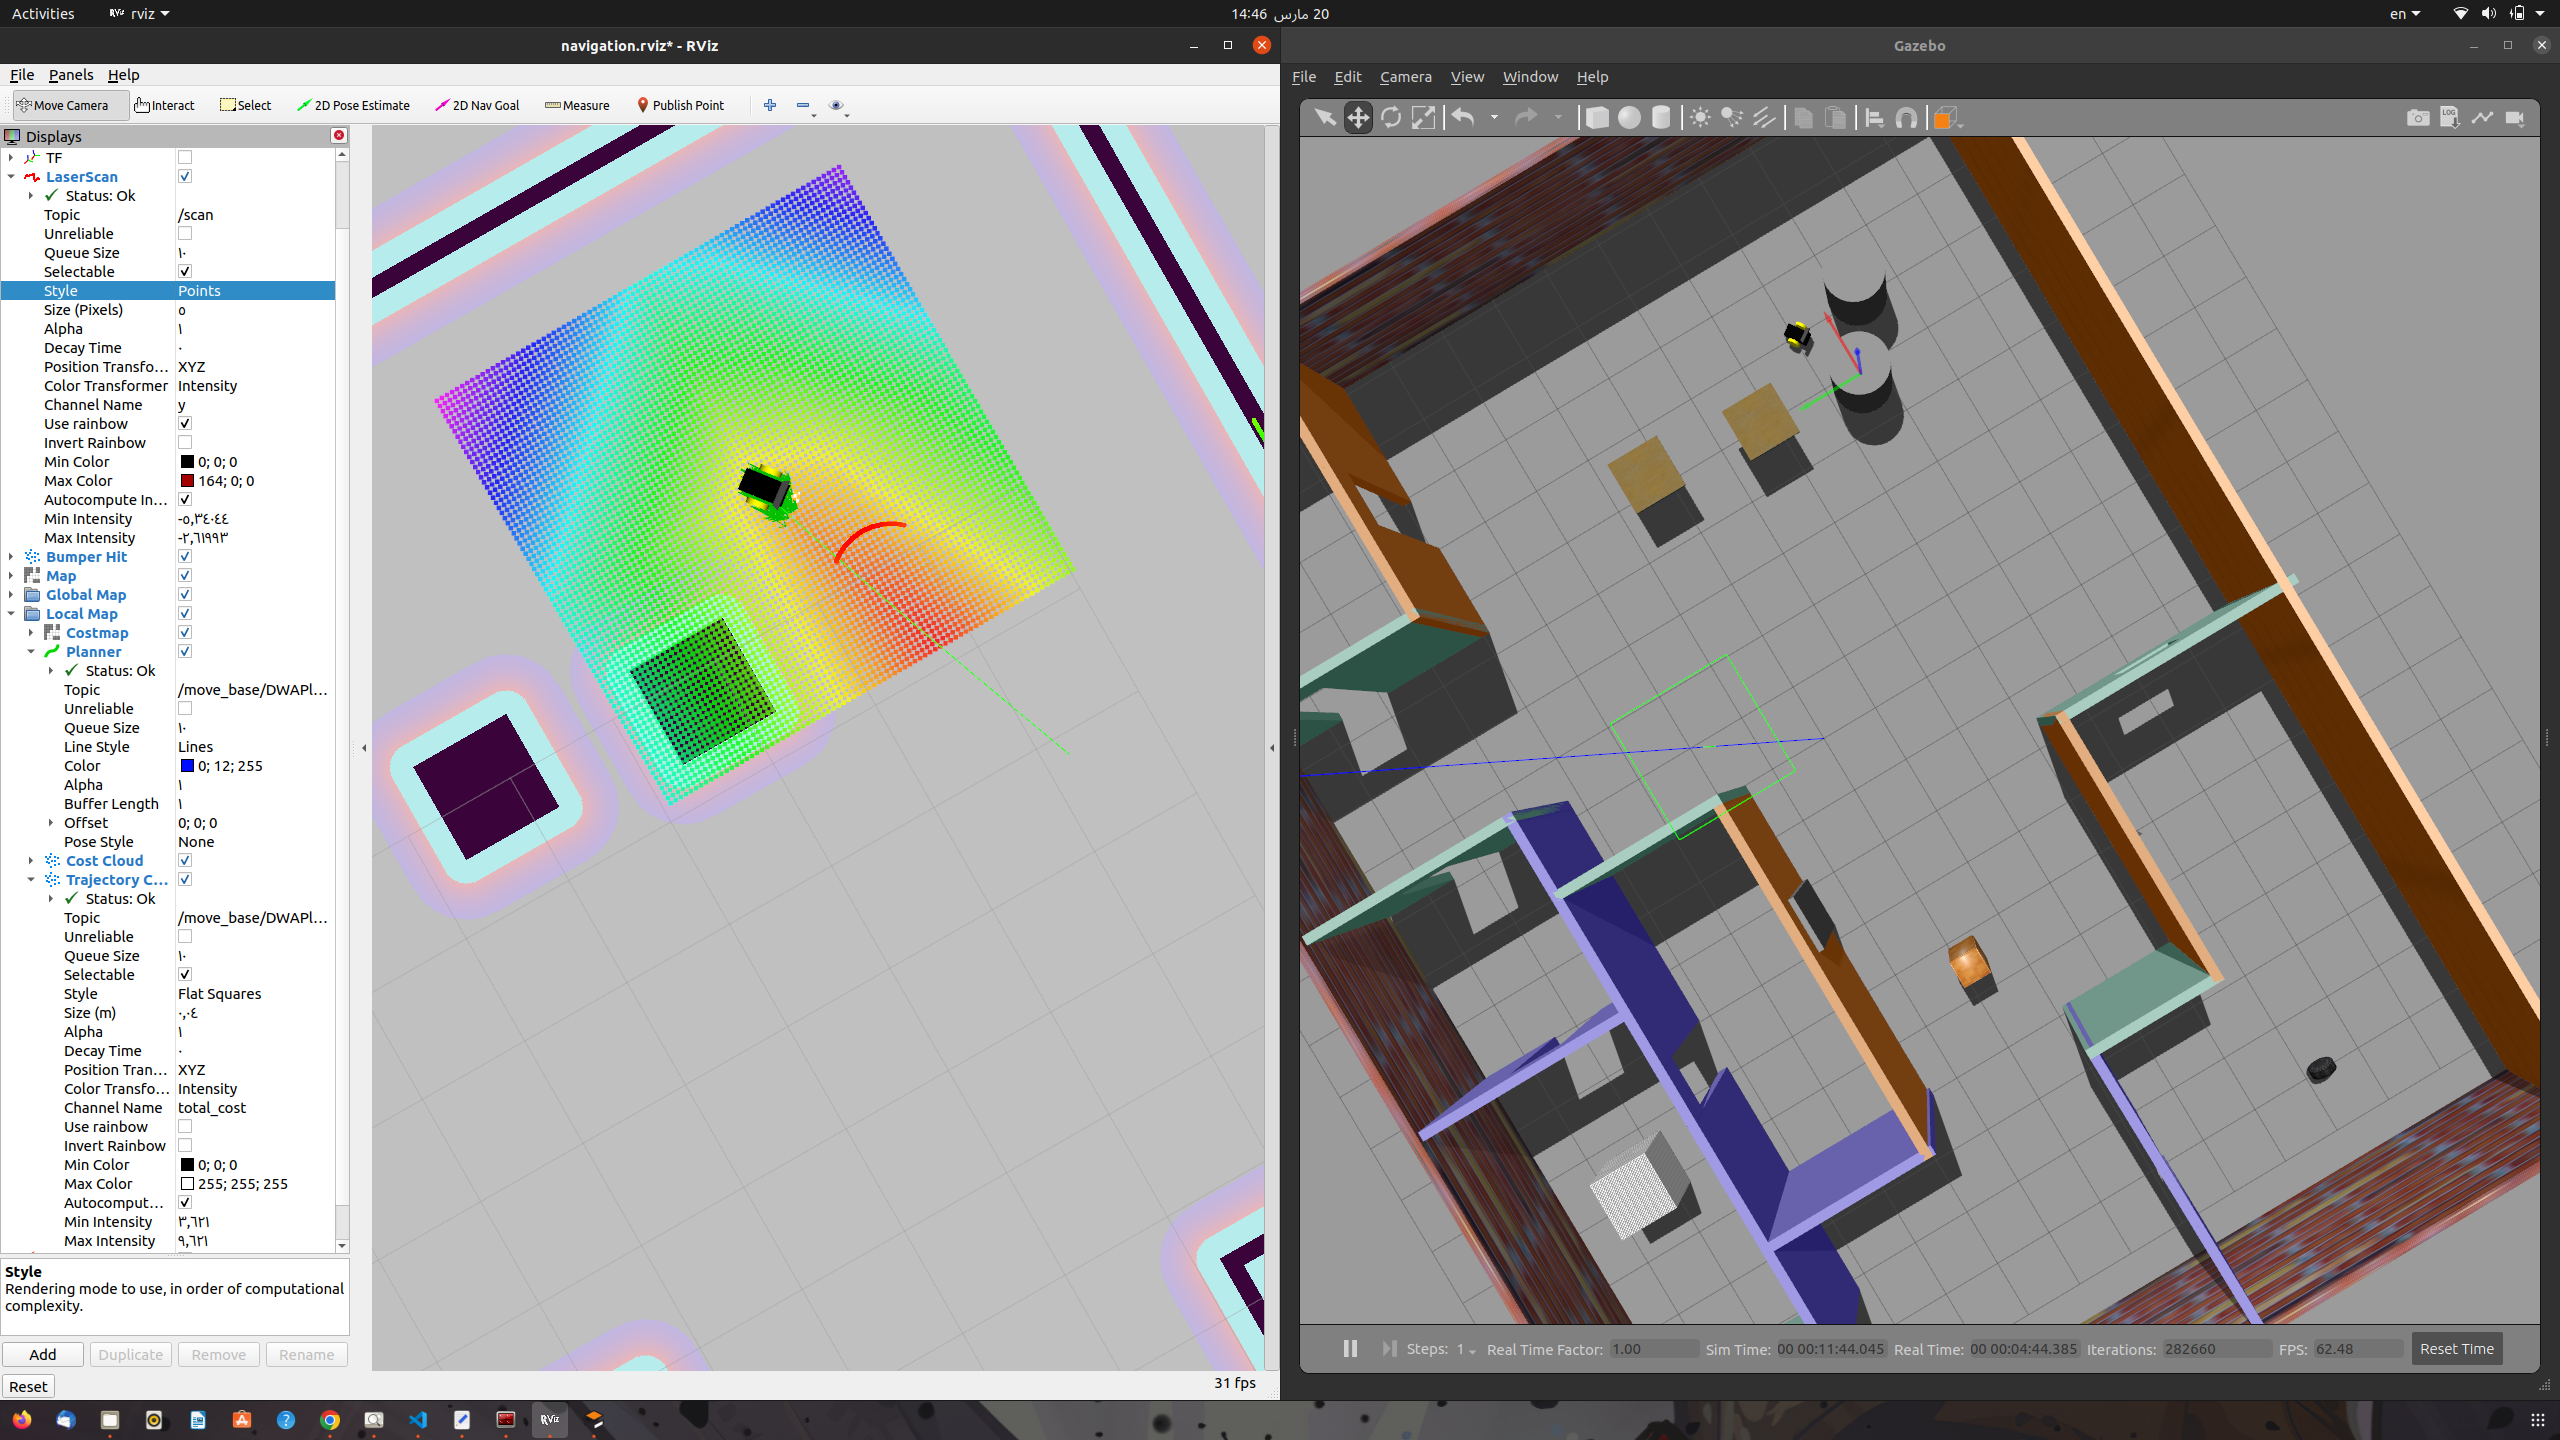 Activities
rviz
14:46 20 مارس
en
navigation.rviz* - RViz
File Panels Help
Move Camera Interact Select 2D Pose Estimate 2D Nav Goal Measure Publish Point
Displays
TF
LaserScan
Status: Ok
Topic /scan
Unreliable
Queue Size ١٠
Selectable
Style Points
Size (Pixels) ٥
Alpha ١
Decay Time ٠
Position Transfo… XYZ
Color Transformer Intensity
Channel Name y
Use rainbow
Invert Rainbow
Min Color 0; 0; 0
Max Color 164; 0; 0
Autocompute In…
Min Intensity -٥,٣٤٠٤٤
Max Intensity -٢,٦١٩٩٣
Bumper Hit
Map
Global Map
Local Map
Costmap
Planner
Status: Ok
Topic /move_base/DWAPl…
Unreliable
Queue Size ١٠
Line Style Lines
Color 0; 12; 255
Alpha ١
Buffer Length ١
Offset 0; 0; 0
Pose Style None
Cost Cloud
Trajectory C…
Status: Ok
Topic /move_base/DWAPl…
Unreliable
Queue Size ١٠
Selectable
Style Flat Squares
Size (m) ٠,٠٤
Alpha ١
Decay Time ٠
Position Tran… XYZ
Color Transfo… Intensity
Channel Name total_cost
Use rainbow
Invert Rainbow
Min Color 0; 0; 0
Max Color 255; 255; 255
Autocomput…
Min Intensity ٣,٦٢١
Max Intensity ٩,٦٢١
Style
Rendering mode to use, in order of computational
complexity.
Add Duplicate Remove Rename
Reset
31 fps
Gazebo
File Edit Camera View Window Help
LOG
Steps: 1 Real Time Factor: 1.00 Sim Time: 00 00:11:44.045 Real Time: 00 00:04:44.385 Iterations: 282660 FPS: 62.48 Reset Time
RViz